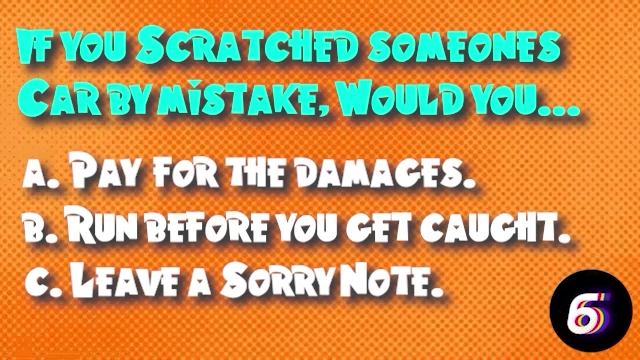 If you Scratched someones
Car by mistake, Would you...
A. Pay for the damages.
B. Run before you get caught.
C. Leave a Sorry Note.
6